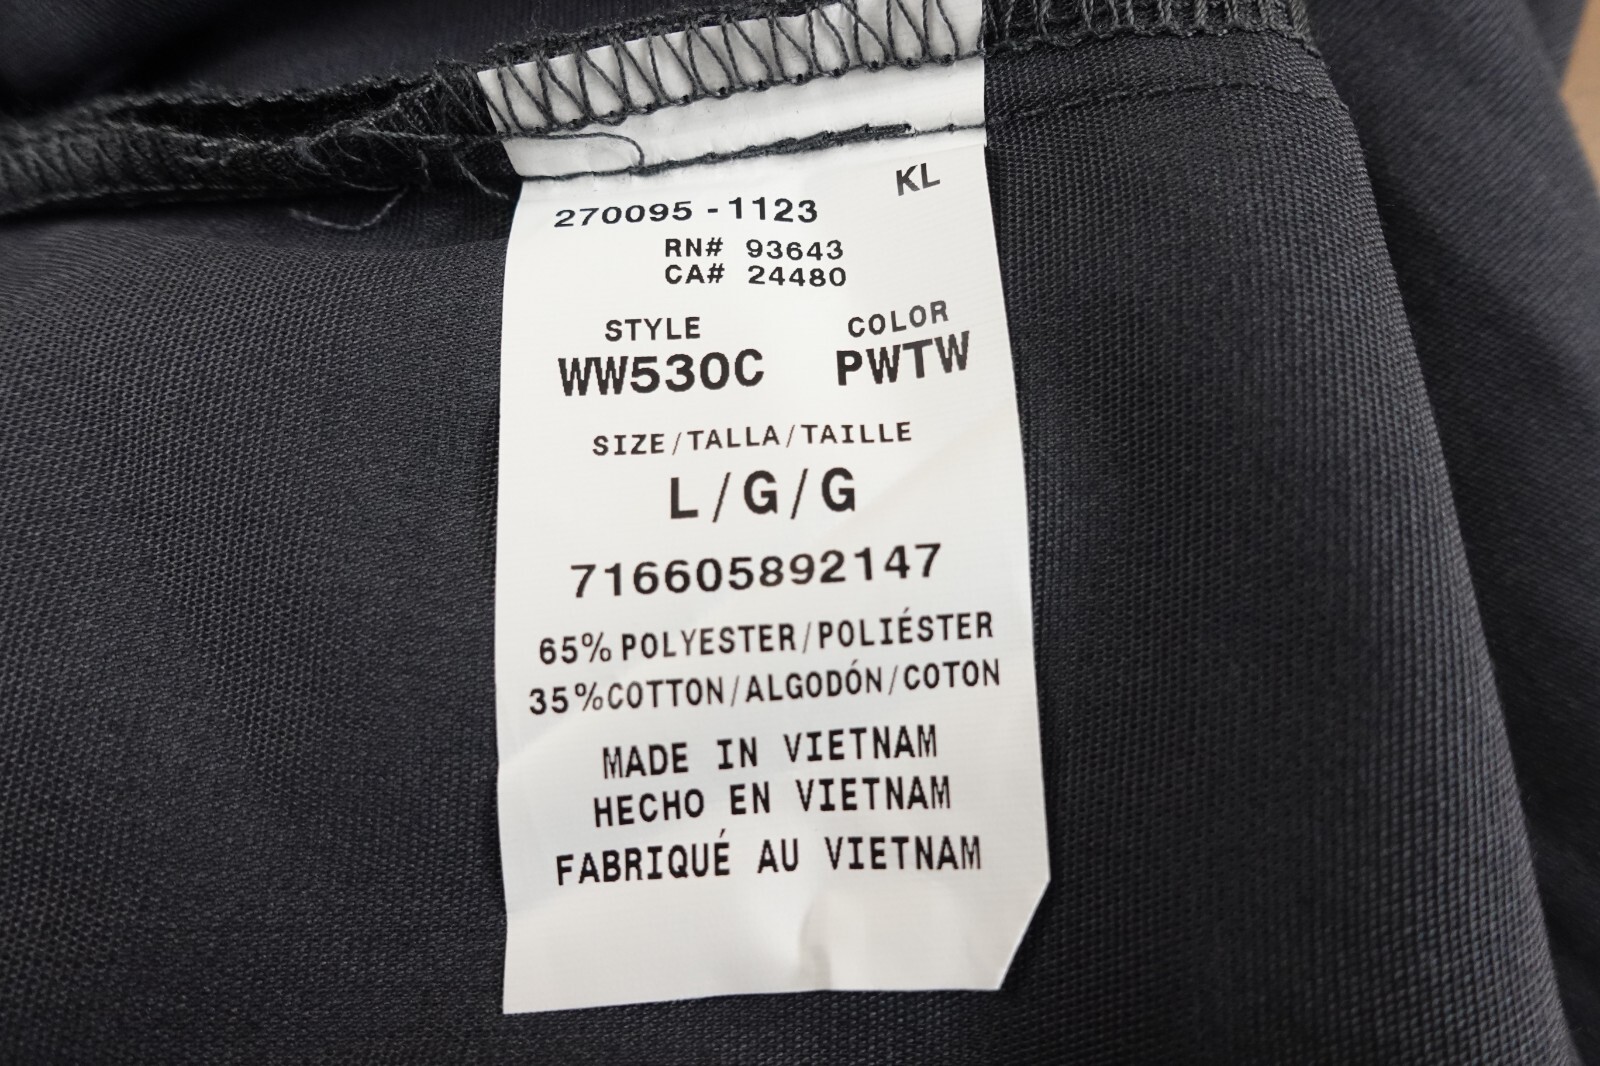 KL
270095-1123
RN# 93643
CA# 24480
STYLE COLOR
WW530C PWTW
SIZE/TALLA/TAILLE
L/G/G
716605892147
65% POLYESTER/POLIÉSTER
35%COTTON/ALGODÓN/COTON
MADE IN VIETNAM
HECHO EN VIETNAM
FABRIQUÉ AU VIETNAM